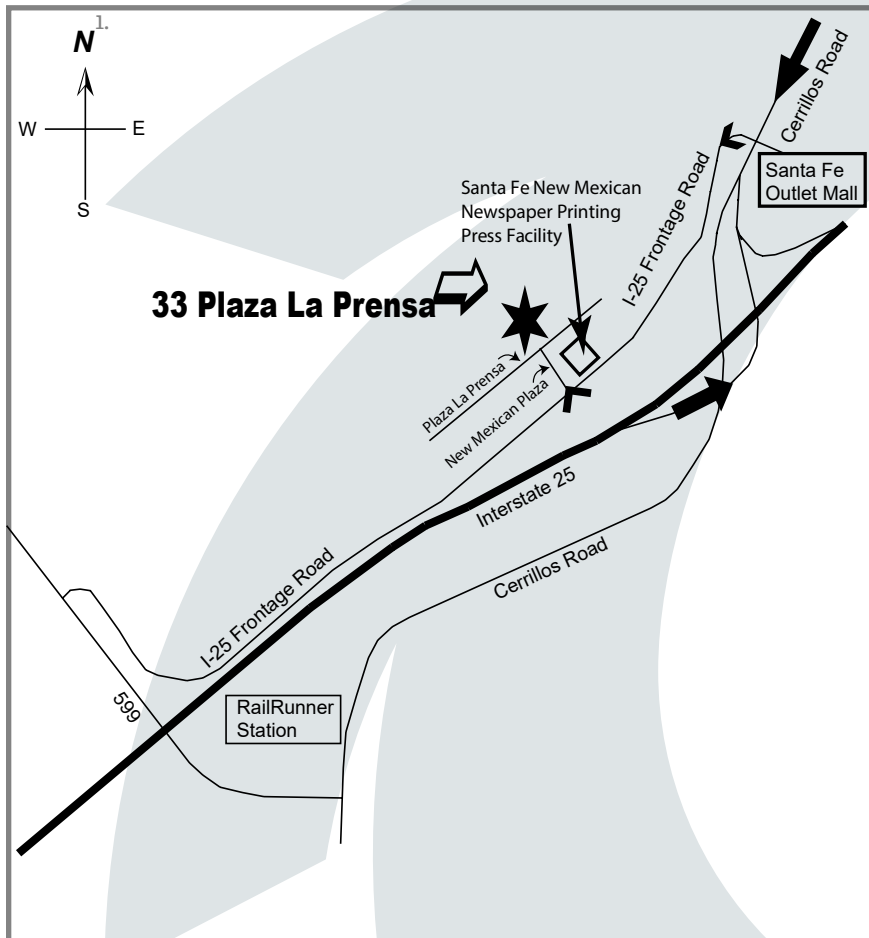 1.
N
W
E
S
Cerrillos Road
Santa Fe
Outlet Mall
Santa Fe New Mexican
Newspaper Printing
Press Facility
I-25 Frontage Road
33 Plaza La Prensa
Plaza La Prensa
New Mexican Plaza
Interstate 25
Cerrillos Road
I-25 Frontage Road
599
RailRunner
Station